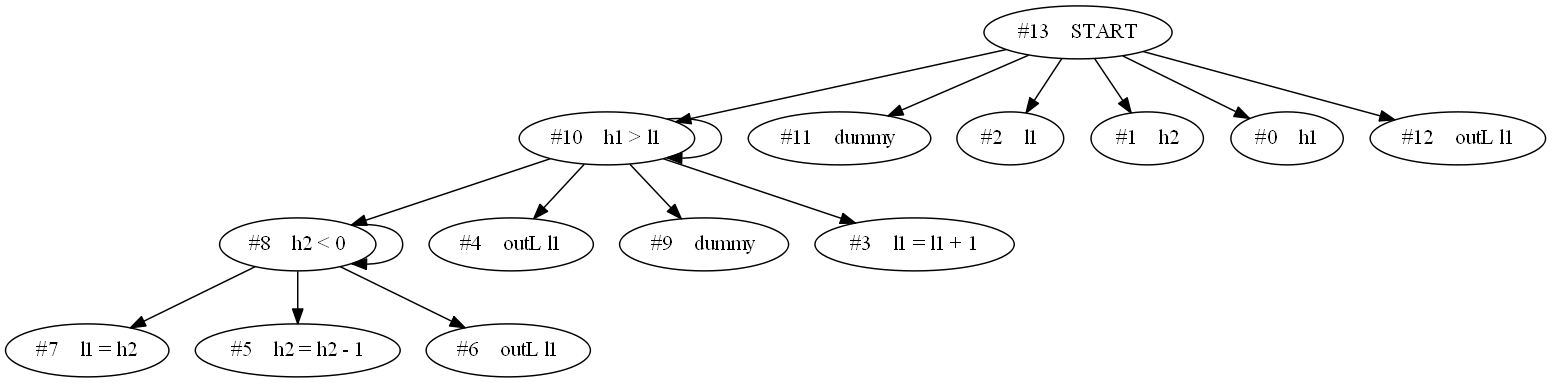 #13 START
#10 h1 > l1
#11 dummy
#2 l1
#1 h2
#0 h1
#12 outL l1
#8 h2 < 0
#4 outL l1
#9 dummy
#3 l1 = l1 + 1
#7 l1 = h2
#5 h2 = h2 - 1
#6 outL l1